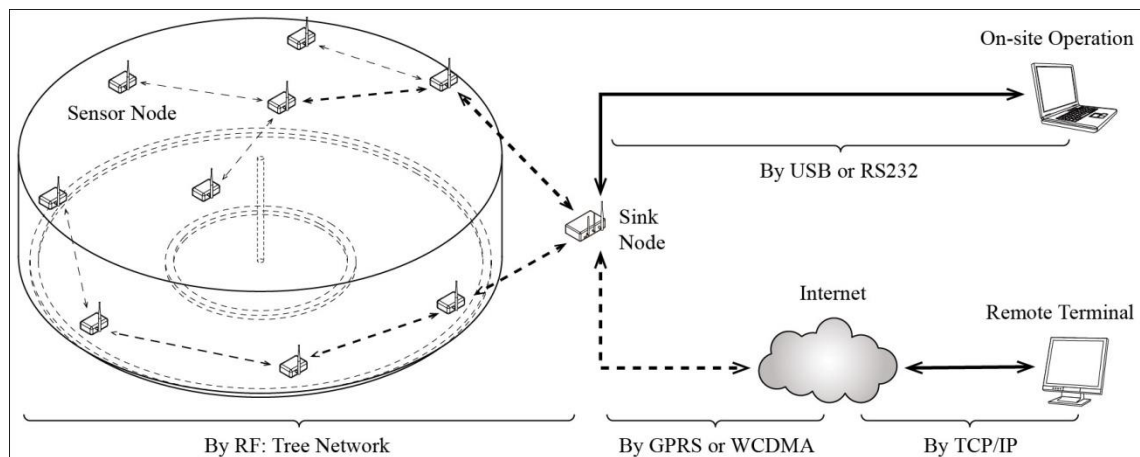 On-site Operation
Sensor Node
By USB or RS232
Sink
Node
Internet
Remote Terminal
By RF: Tree Network
By GPRS or WCDMA
By TCP/IP